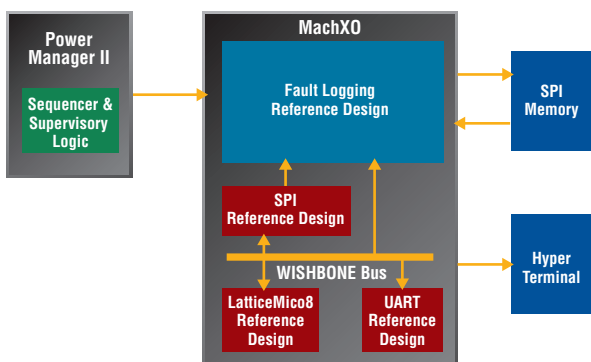 Power
Manager II
Sequencer &
Supervisory
Logic
MachXO
Fault Logging
Reference Design
SPI
Reference Design
WISHBONE Bus
LatticeMico8
Reference
Design
UART
Reference
Design
SPI
Memory
Hyper
Terminal